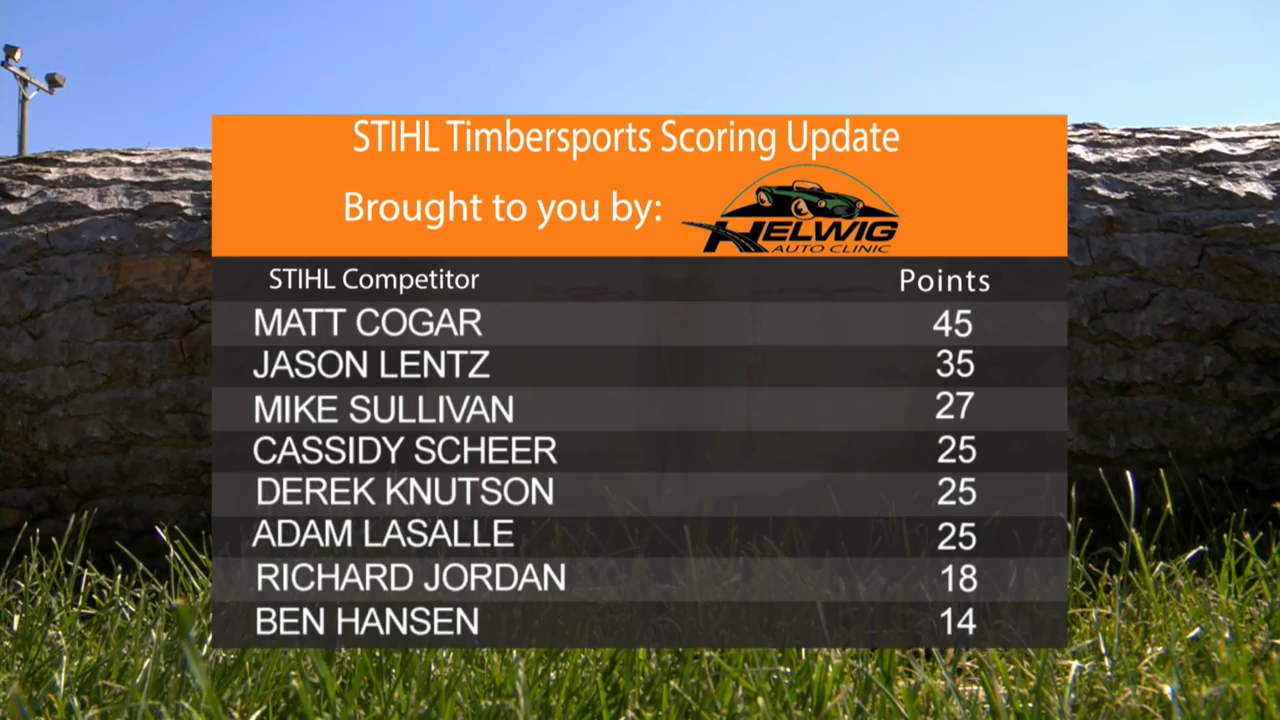 STIHL Timbersports Scoring Update
Brought to you by:
HELWIG
AUTO CLINIC
STIHL Competitor Points
MATT COGAR 45
JASON LENTZ 35
MIKE SULLIVAN 27
CASSIDY SCHEER 25
DEREK KNUTSON 25
ADAM LASALLE 25
RICHARD JORDAN 18
BEN HANSEN 14